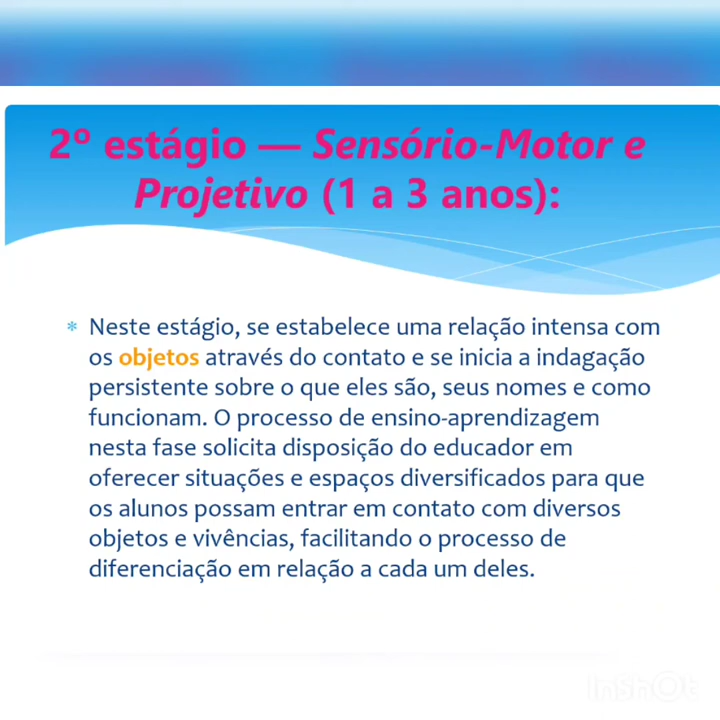 2º estágio — Sensório-Motor e
Projetivo (1 a 3 anos):
* Neste estágio, se estabelece uma relação intensa com
os objetos através do contato e se inicia a indagação
persistente sobre o que eles são, seus nomes e como
funcionam. O processo de ensino-aprendizagem
nesta fase solicita disposição do educador em
oferecer situações e espaços diversificados para que
os alunos possam entrar em contato com diversos
objetos e vivências, facilitando o processo de
diferenciação em relação a cada um deles.
InShOt